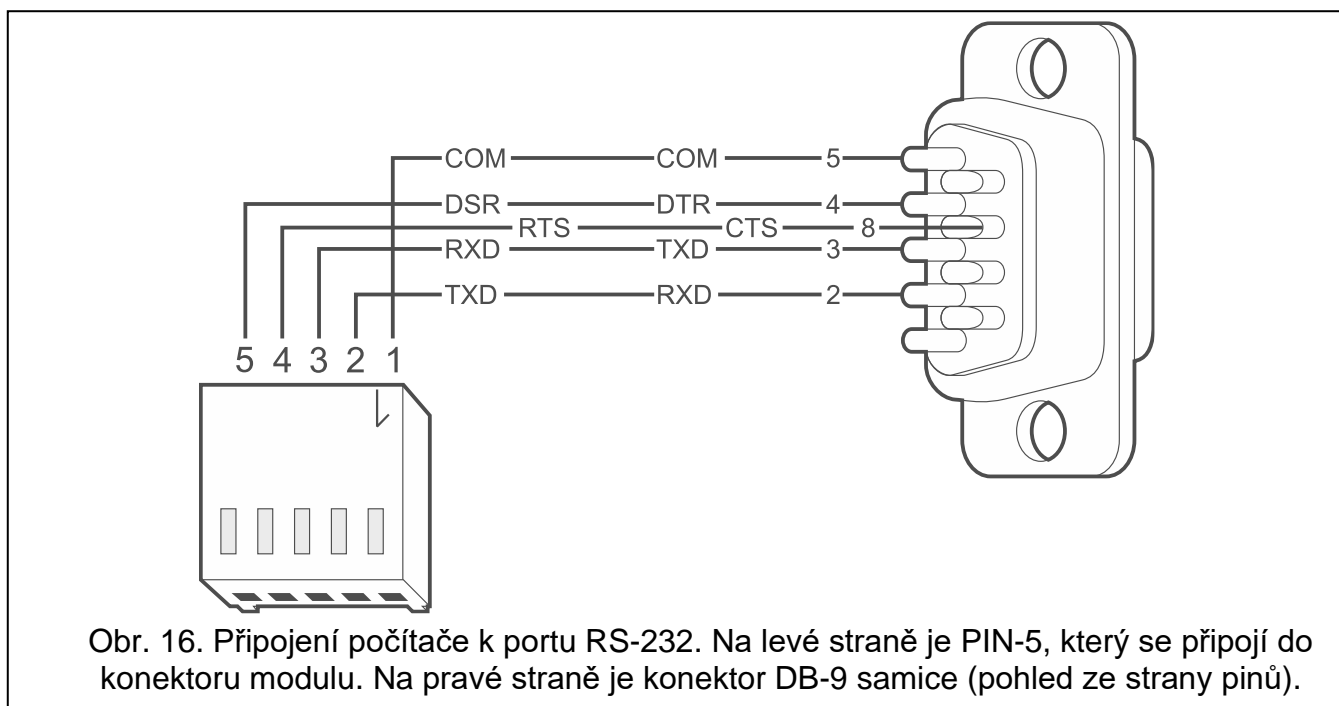 COM COM 5
DSR DTR 4
RTS CTS 8
RXD TXD 3
TXD RXD 2
5 4 3 2 1
Obr. 16. Připojení počítače k portu RS-232. Na levé straně je PIN-5, který se připojí do
konektoru modulu. Na pravé straně je konektor DB-9 samice (pohled ze strany pinů).